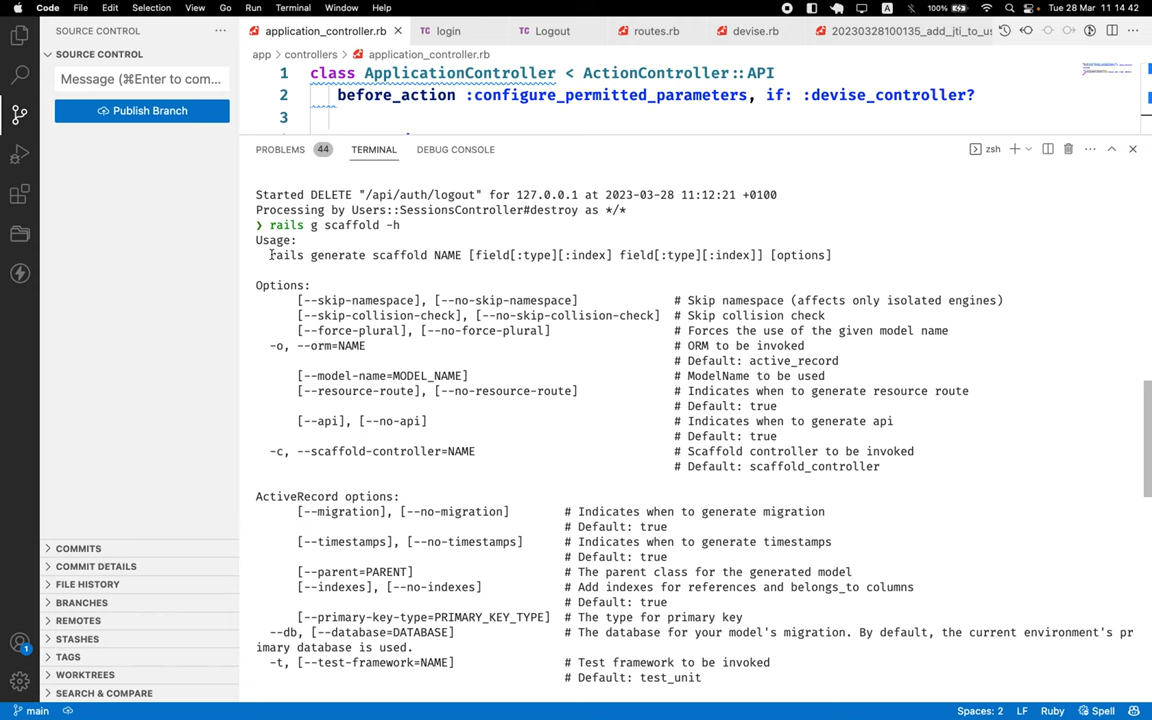 Code File Edit Selection View Go Run Terminal Window Help 100% A Tue 28 Mar 11 14 42
SOURCE CONTROL
application_controller.rb
login
Logout
routes.rb
devise.rb
20230328100135_add_jti_to_us
SOURCE CONTROL
Message (⌘Enter to com...
Publish Branch
app > controllers > application_controller.rb
1 class ApplicationController < ActionController::API
2 before_action :configure_permitted_parameters, if: :devise_controller?
3
PROBLEMS 44 TERMINAL DEBUG CONSOLE
zsh
Started DELETE "/api/auth/logout" for 127.0.0.1 at 2023-03-28 11:12:21 +0100
Processing by Users::SessionsController#destroy as */*
❯ rails g scaffold -h
Usage:
rails generate scaffold NAME [field[:type][:index] field[:type][:index]] [options]
Options:
[--skip-namespace], [--no-skip-namespace] # Skip namespace (affects only isolated engines)
[--skip-collision-check], [--no-skip-collision-check] # Skip collision check
[--force-plural], [--no-force-plural] # Forces the use of the given model name
-o, --orm=NAME # ORM to be invoked
# Default: active_record
[--model-name=MODEL_NAME] # ModelName to be used
[--resource-route], [--no-resource-route] # Indicates when to generate resource route
# Default: true
[--api], [--no-api] # Indicates when to generate api
# Default: true
-c, --scaffold-controller=NAME # Scaffold controller to be invoked
# Default: scaffold_controller
ActiveRecord options:
[--migration], [--no-migration] # Indicates when to generate migration
# Default: true
[--timestamps], [--no-timestamps] # Indicates when to generate timestamps
# Default: true
[--parent=PARENT] # The parent class for the generated model
[--indexes], [--no-indexes] # Add indexes for references and belongs_to columns
# Default: true
[--primary-key-type=PRIMARY_KEY_TYPE] # The type for primary key
--db, [--database=DATABASE] # The database for your model's migration. By default, the current environment's pr
imary database is used.
-t, [--test-framework=NAME] # Test framework to be invoked
# Default: test_unit
COMMITS
COMMIT DETAILS
FILE HISTORY
BRANCHES
REMOTES
STASHES
TAGS
WORKTREES
SEARCH & COMPARE
1
main
Spaces: 2 LF Ruby Spell